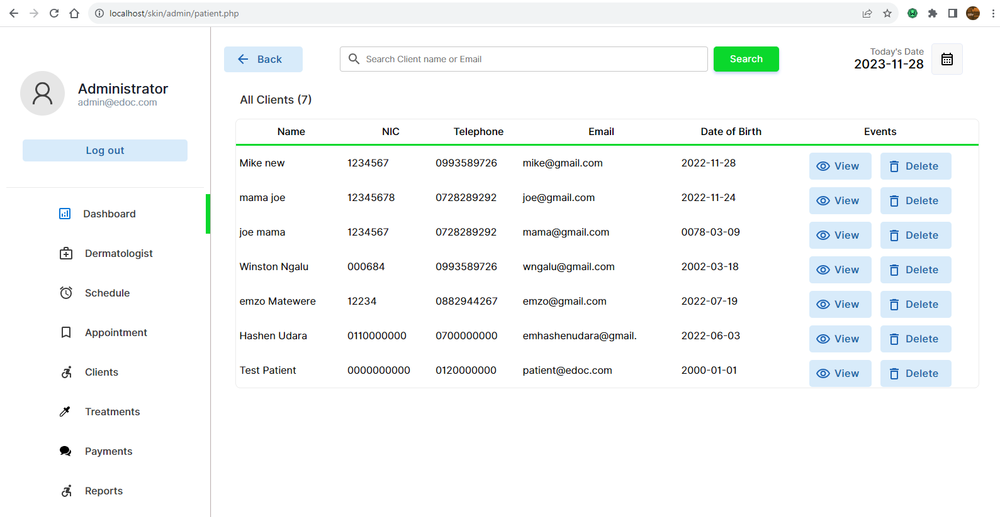 localhost/skin/admin/patient.php
Administrator
admin@edoc.com
Log out
Dashboard
Dermatologist
Schedule
Appointment
Clients
Treatments
Payments
Reports
Back
Search Client name or Email
Search
Today's Date
2023-11-28
All Clients (7)
Name NIC Telephone Email Date of Birth Events
Mike new 1234567 0993589726 mike@gmail.com 2022-11-28 View Delete
mama joe 12345678 0728289292 joe@gmail.com 2022-11-24 View Delete
joe mama 1234567 0728289292 mama@gmail.com 0078-03-09 View Delete
Winston Ngalu 000684 0993589726 wngalu@gmail.com 2002-03-18 View Delete
emzo Matewere 12234 0882944267 emzo@gmail.com 2022-07-19 View Delete
Hashen Udara 0110000000 0700000000 emhashenudara@gmail. 2022-06-03 View Delete
Test Patient 0000000000 0120000000 patient@edoc.com 2000-01-01 View Delete